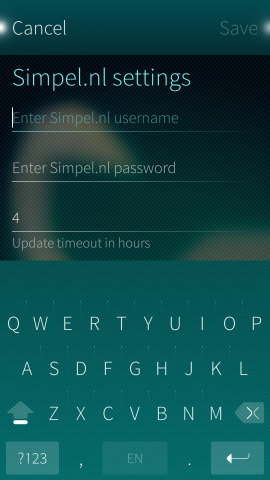 Cancel Save
Simpel.nl settings
Enter Simpel.nl username
Enter Simpel.nl password
4
Update timeout in hours
Q W E R T Y U I O P
A S D F G H J K L
Z X C V B N M
?123 , EN .